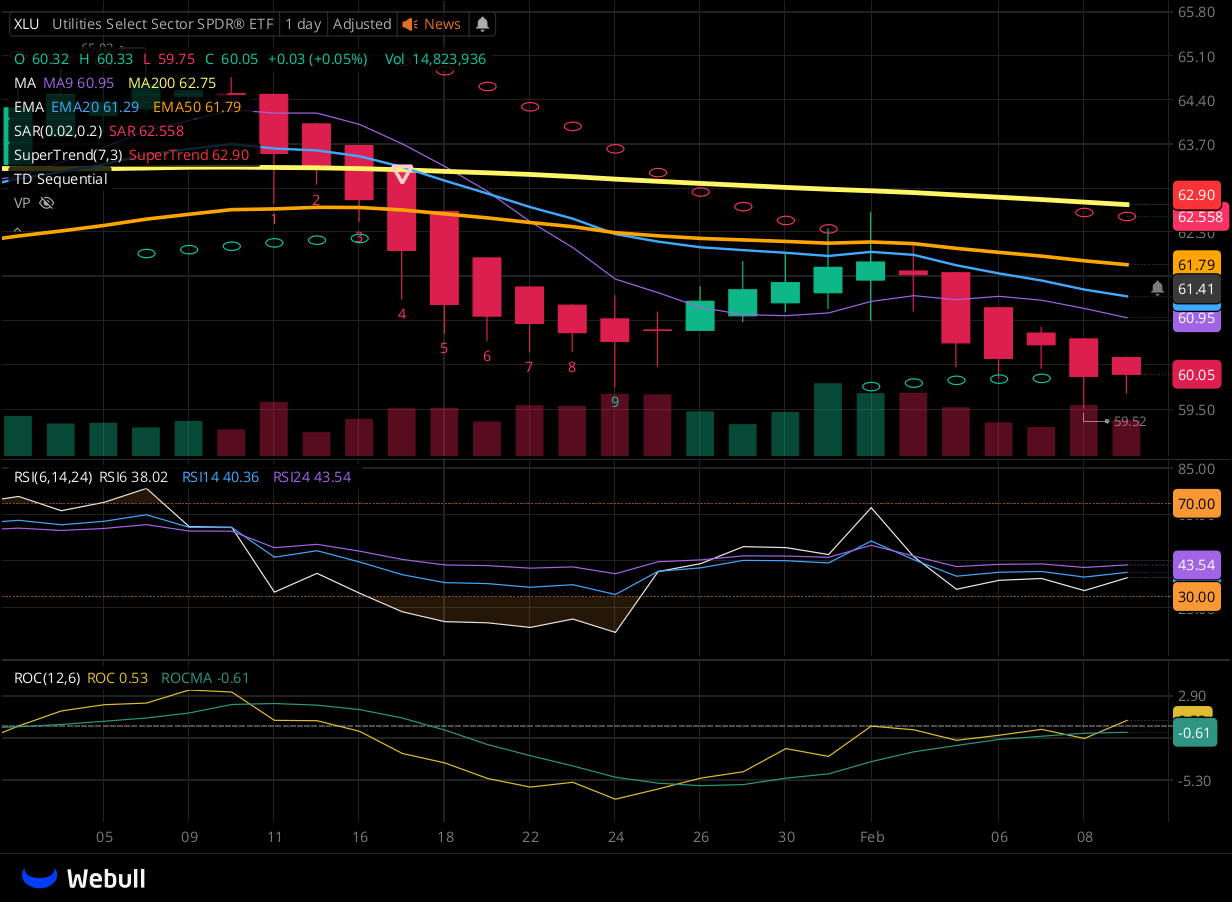 XLU Utilities Select Sector SPDR® ETF 1 day Adjusted News
65.80
O 60.32 H 60.33 L 59.75 C 60.05 +0.03 (+0.05%) Vol 14,823,936
65.10
MA MA9 60.95 MA200 62.75
64.40
EMA EMA20 61.29 EMA50 61.79
SAR(0.02,0.2) SAR 62.558
63.70
SuperTrend(7,3) SuperTrend 62.90
TD Sequential
62.90
VP
62.558
62.30
1
2
3
4
5
6
7
8
9
61.79
61.41
60.95
60.05
59.50
59.52
RSI(6,14,24) RSI6 38.02 RSI14 40.36 RSI24 43.54
85.00
70.00
43.54
30.00
ROC(12,6) ROC 0.53 ROCMA -0.61
2.90
-0.61
-5.30
05 09 11 16 18 22 24 26 30 Feb 06 08
Webull